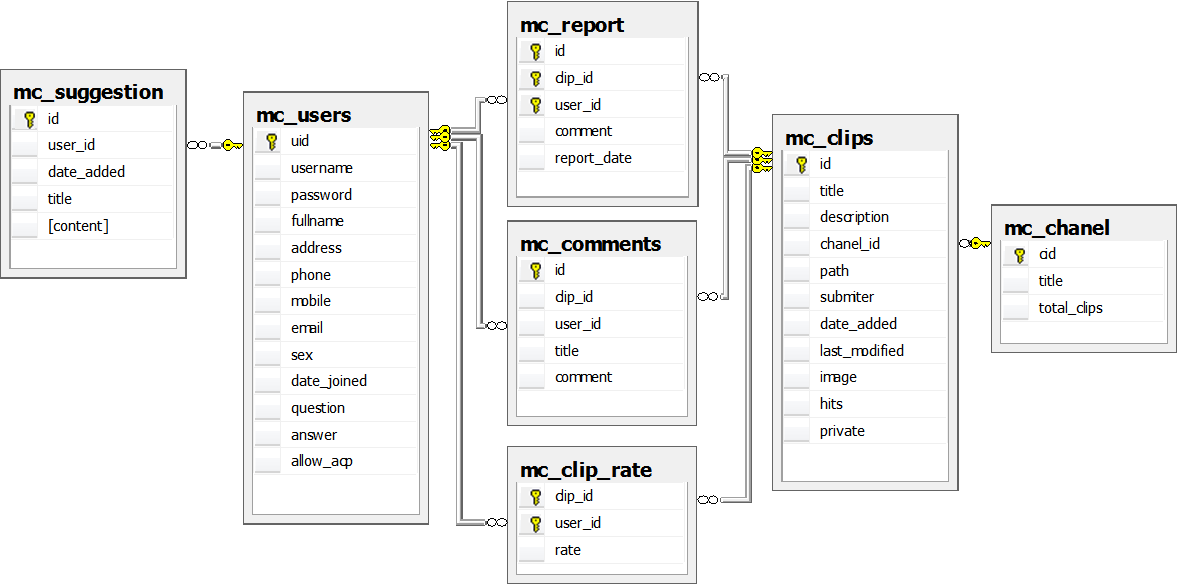 mc_suggestion
id
user_id
date_added
title
[content]
mc_users
uid
username
password
fullname
address
phone
mobile
email
sex
date_joined
question
answer
allow_acp
mc_report
id
clip_id
user_id
comment
report_date
mc_comments
id
clip_id
user_id
title
comment
mc_clip_rate
clip_id
user_id
rate
mc_clips
id
title
description
chanel_id
path
submiter
date_added
last_modified
image
hits
private
mc_chanel
cid
title
total_clips